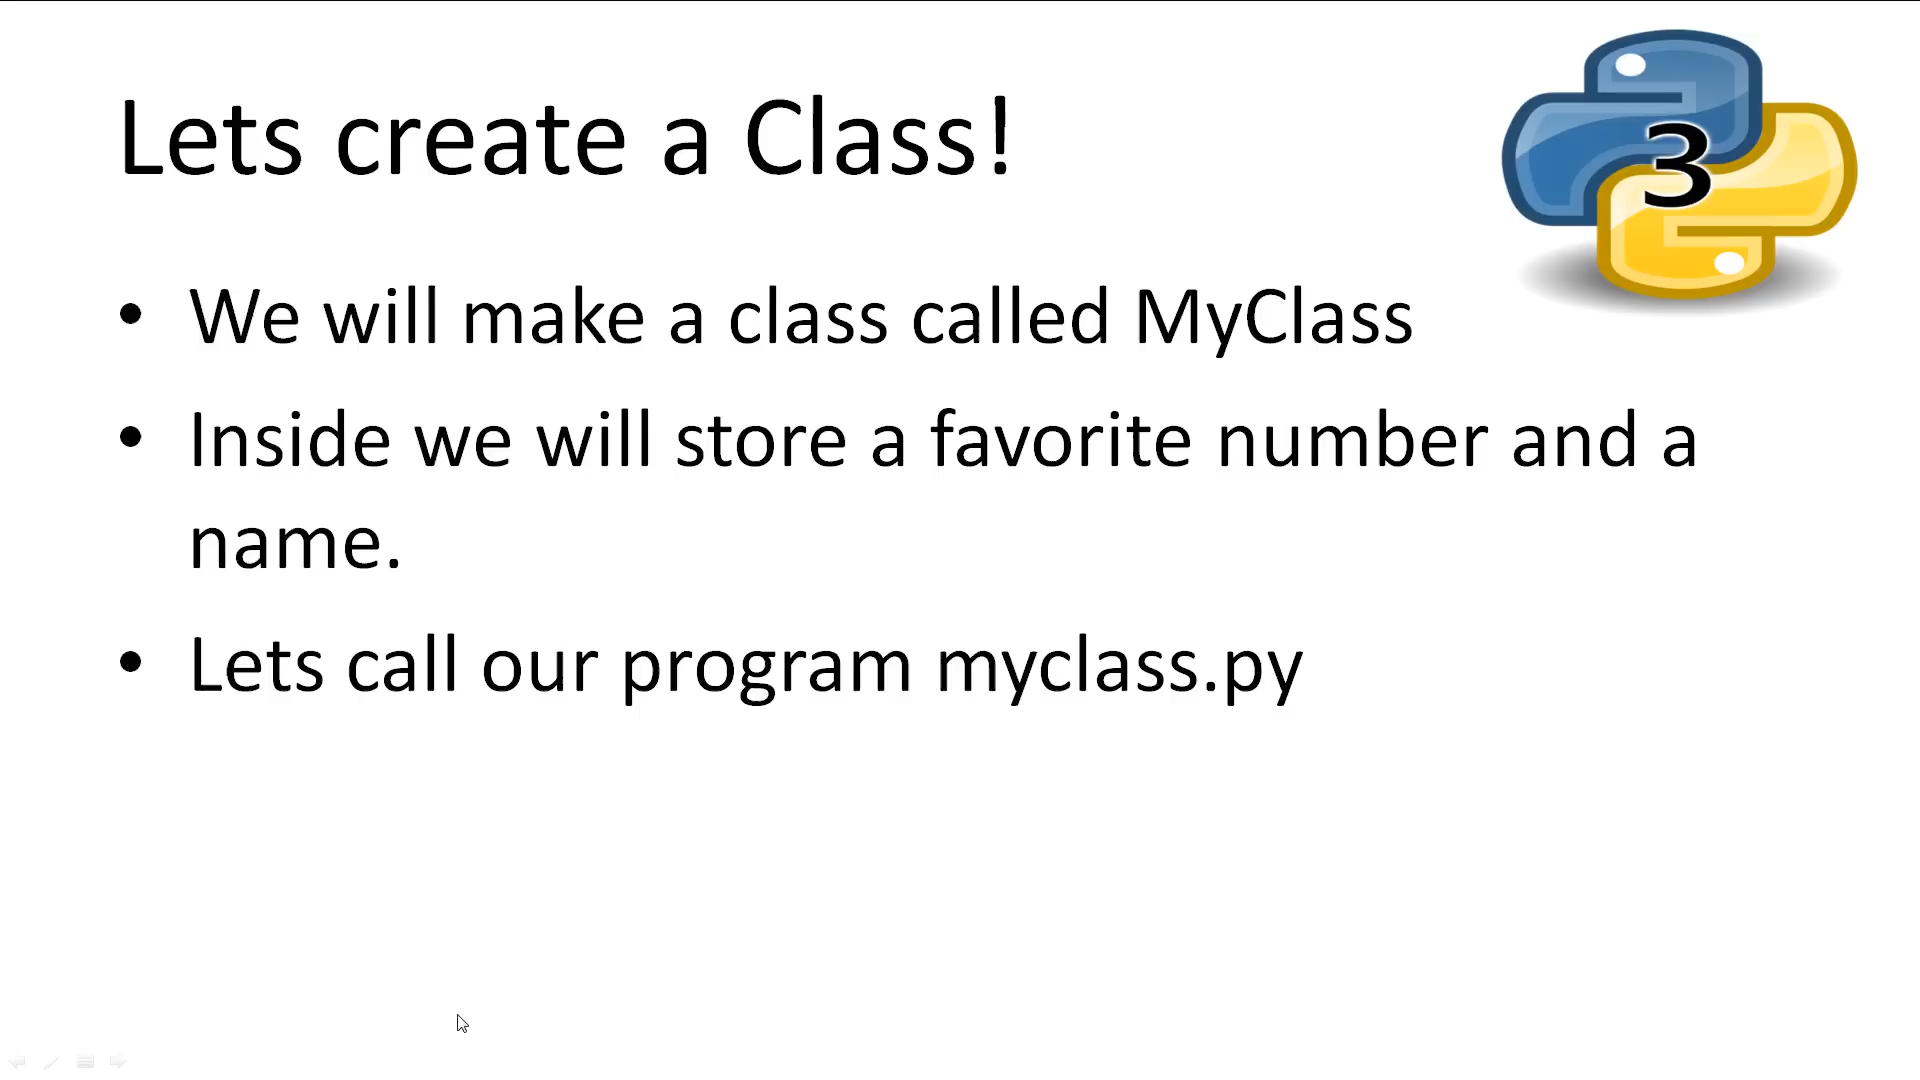 Lets create a Class!
3
• We will make a class called MyClass
• Inside we will store a favorite number and a
name.
• Lets call our program myclass.py